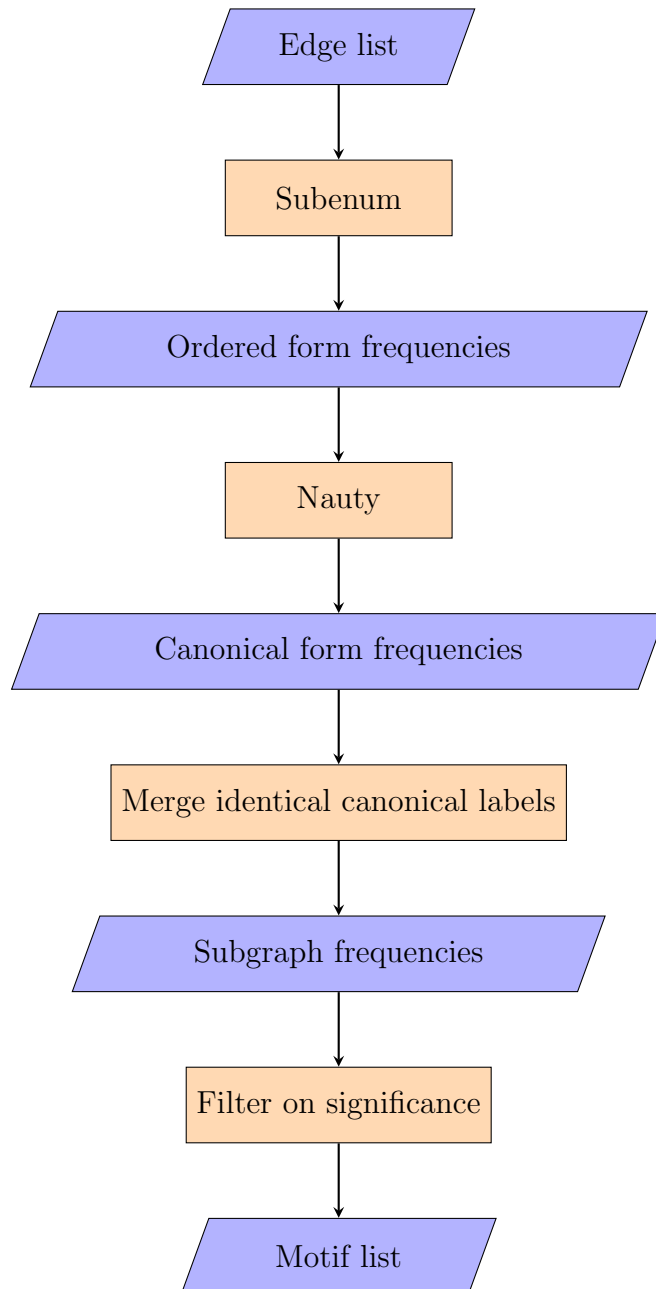 Edge list
Subenum
Ordered form frequencies
Nauty
Canonical form frequencies
Merge identical canonical labels
Subgraph frequencies
Filter on significance
Motif list